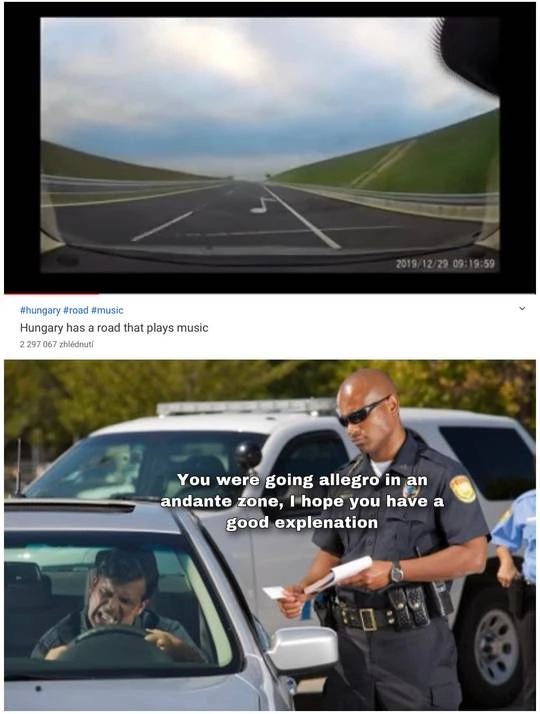 2019/12/29 09:19:59
#hungary #road #music
Hungary has a road that plays music
2 297 067 zhlédnutí
You were going allegro in an
andante zone, I hope you have a
good explenation